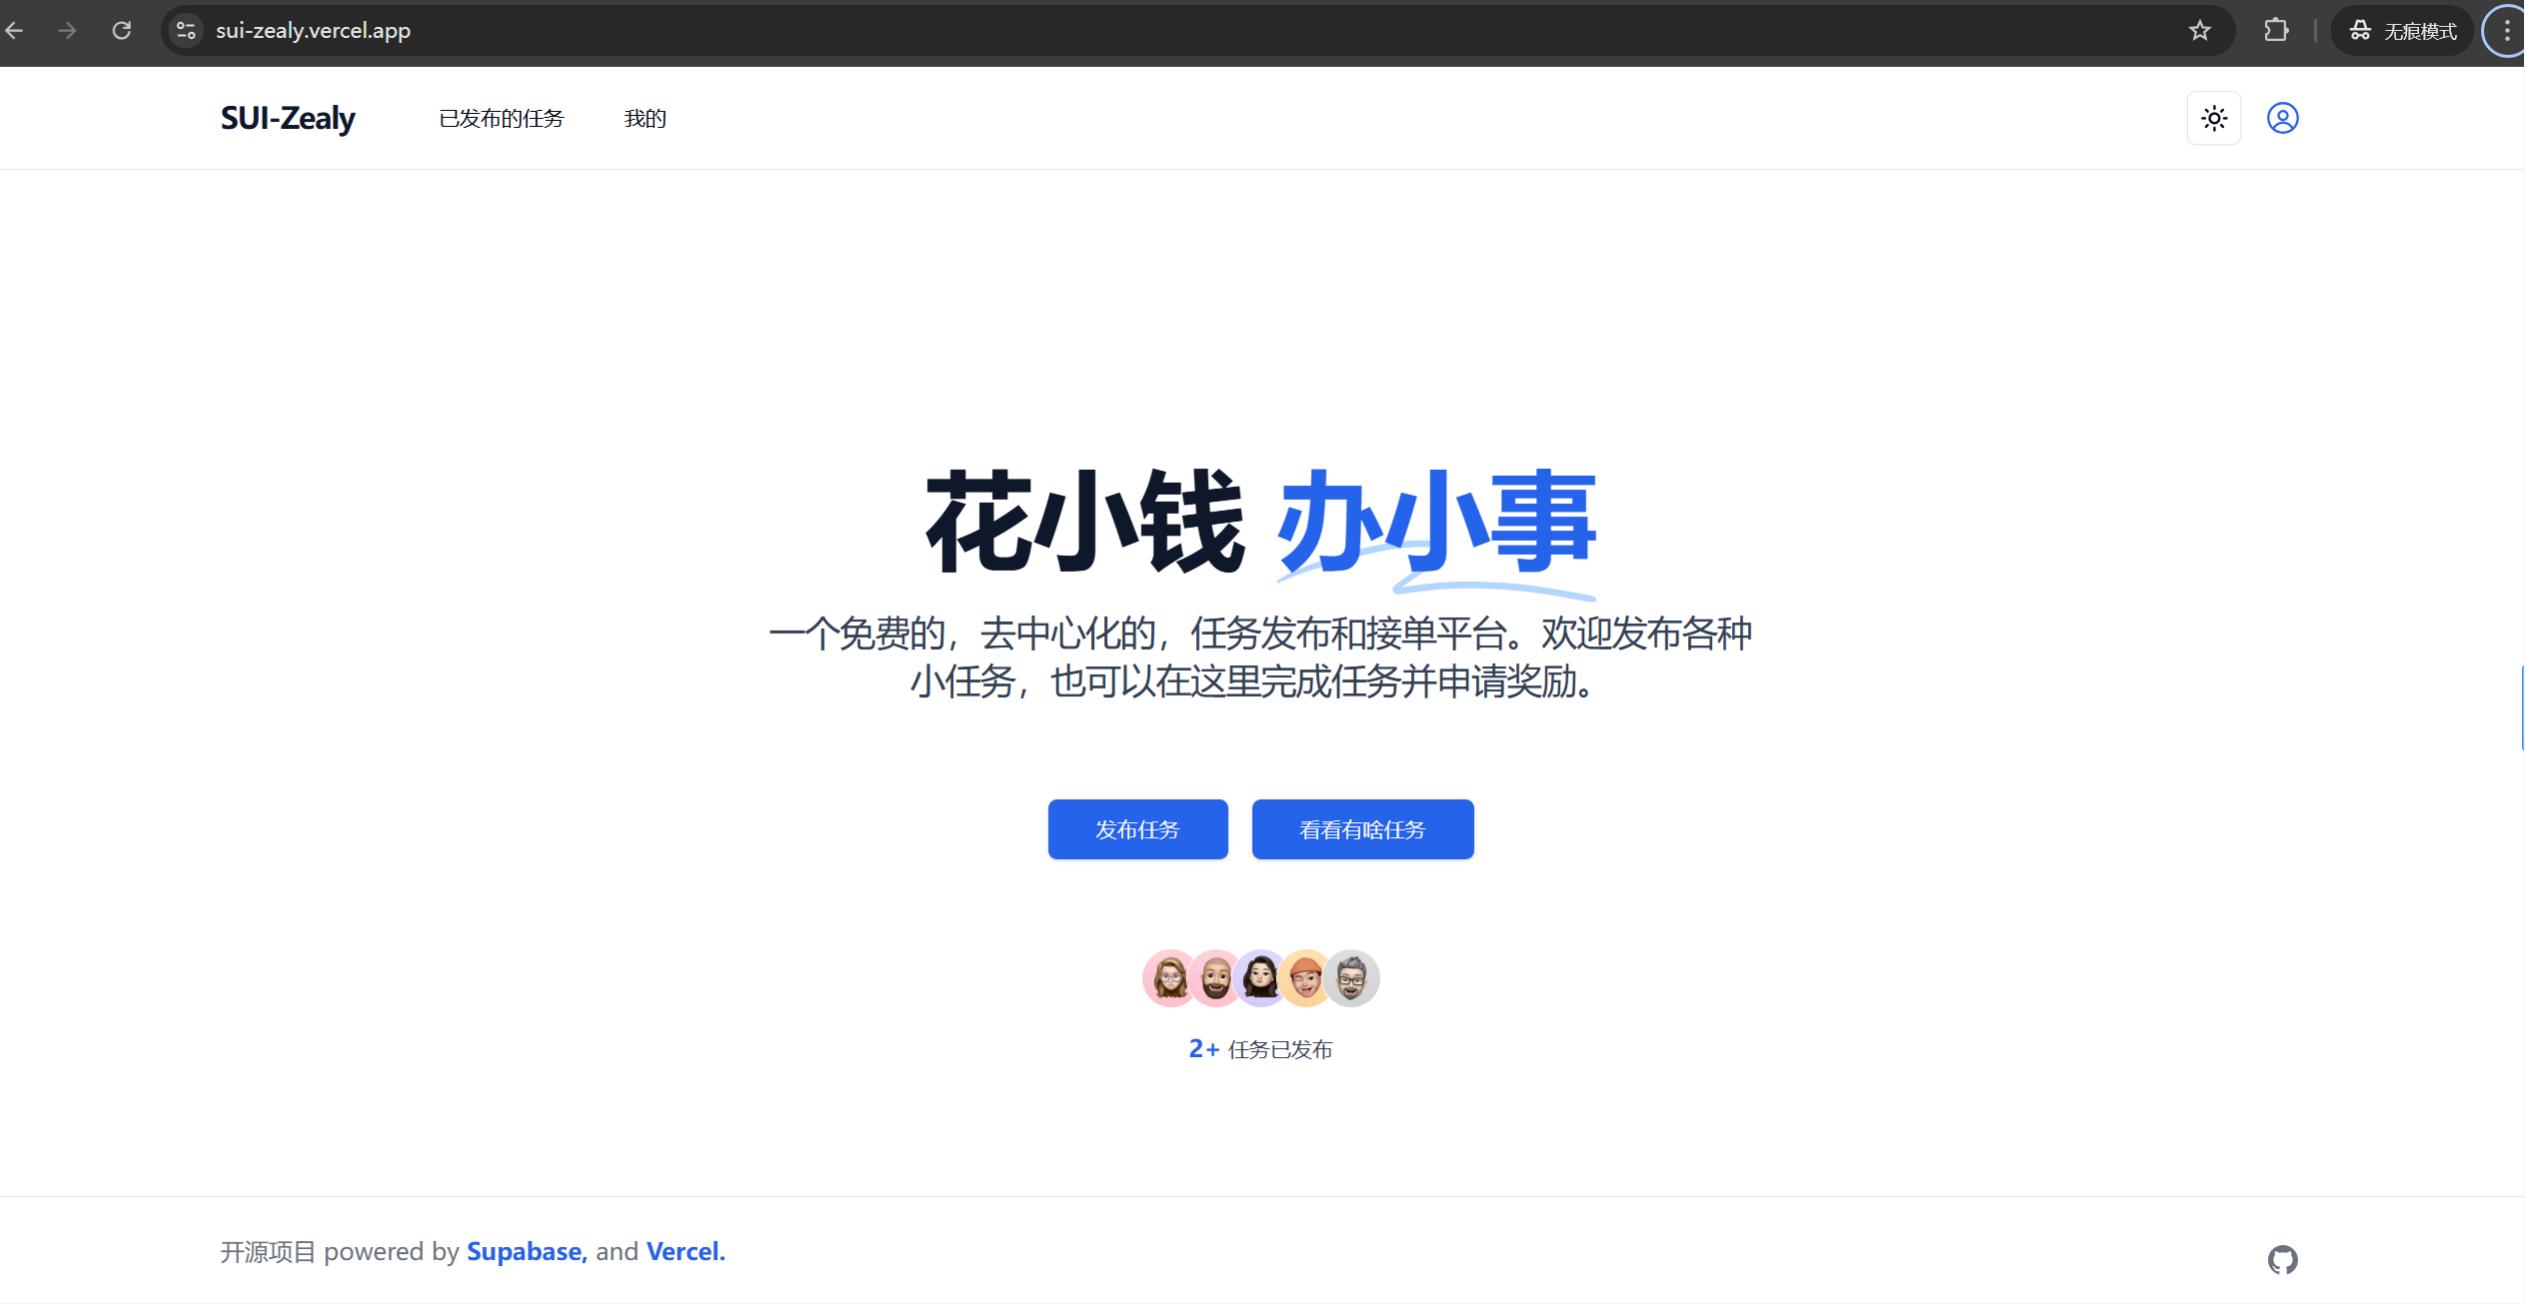 sui-zealy.vercel.app
无痕模式
SUI-Zealy
已发布的任务
我的
花小钱 办小事
一个免费的，去中心化的，任务发布和接单平台。欢迎发布各种
小任务，也可以在这里完成任务并申请奖励。
发布任务
看看有啥任务
2+ 任务已发布
开源项目 powered by Supabase, and Vercel.